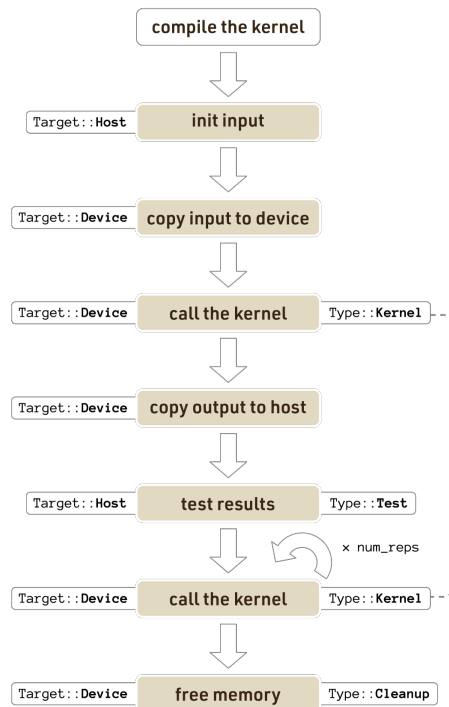 compile the kernel
Target::Host init input
Target::Device copy input to device
Target::Device call the kernel Type::Kernel
Target::Device copy output to host
Target::Host test results Type::Test
× num_reps
Target::Device call the kernel Type::Kernel
Target::Device free memory Type::Cleanup